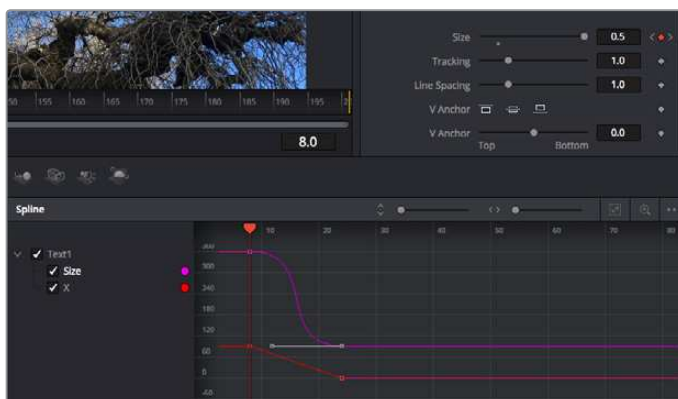 Size 0.5
Tracking 1.0
Line Spacing 1.0
V Anchor
V Anchor 0.0
Top Bottom
155 160 165 170 175 180 185 190 195
8.0
Spline
10 20 30 40 50 60 70 80
Text1
Size
X
300
240
180
120
60
0
-60